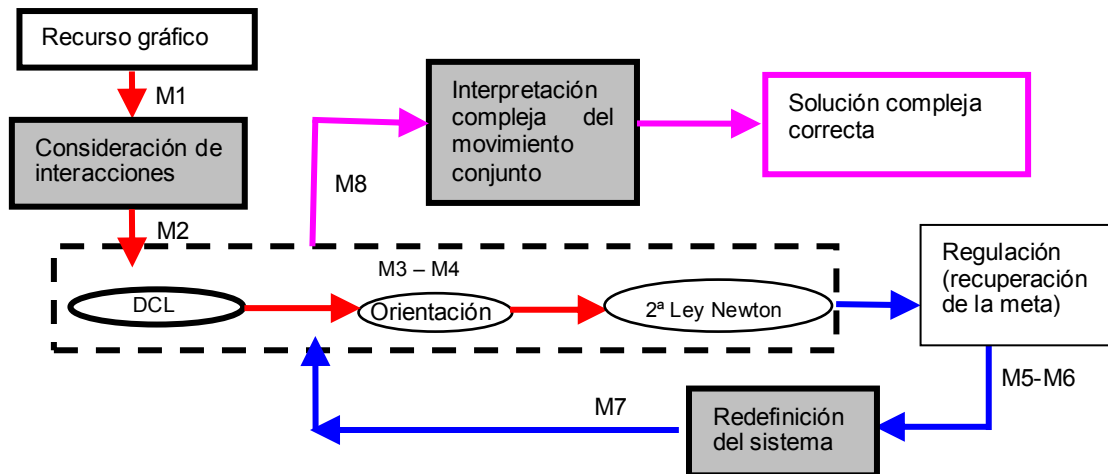 Recurso gráfico
M1
Consideración de
interacciones
M2
Interpretación
compleja del
movimiento
conjunto
Solución compleja
correcta
M8
M3 – M4
DCL
Orientación
2ª Ley Newton
Regulación
(recuperación
de la meta)
M5-M6
M7
Redefinición
del sistema